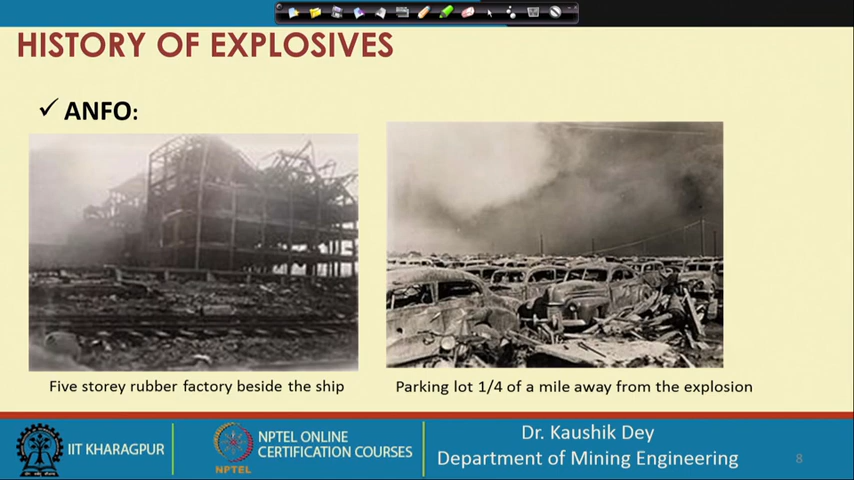 HISTORY OF EXPLOSIVES
✓ ANFO:
Five storey rubber factory beside the ship
Parking lot 1/4 of a mile away from the explosion
IIT KHARAGPUR
NPTEL
NPTEL ONLINE
CERTIFICATION COURSES
Dr. Kaushik Dey
Department of Mining Engineering
8